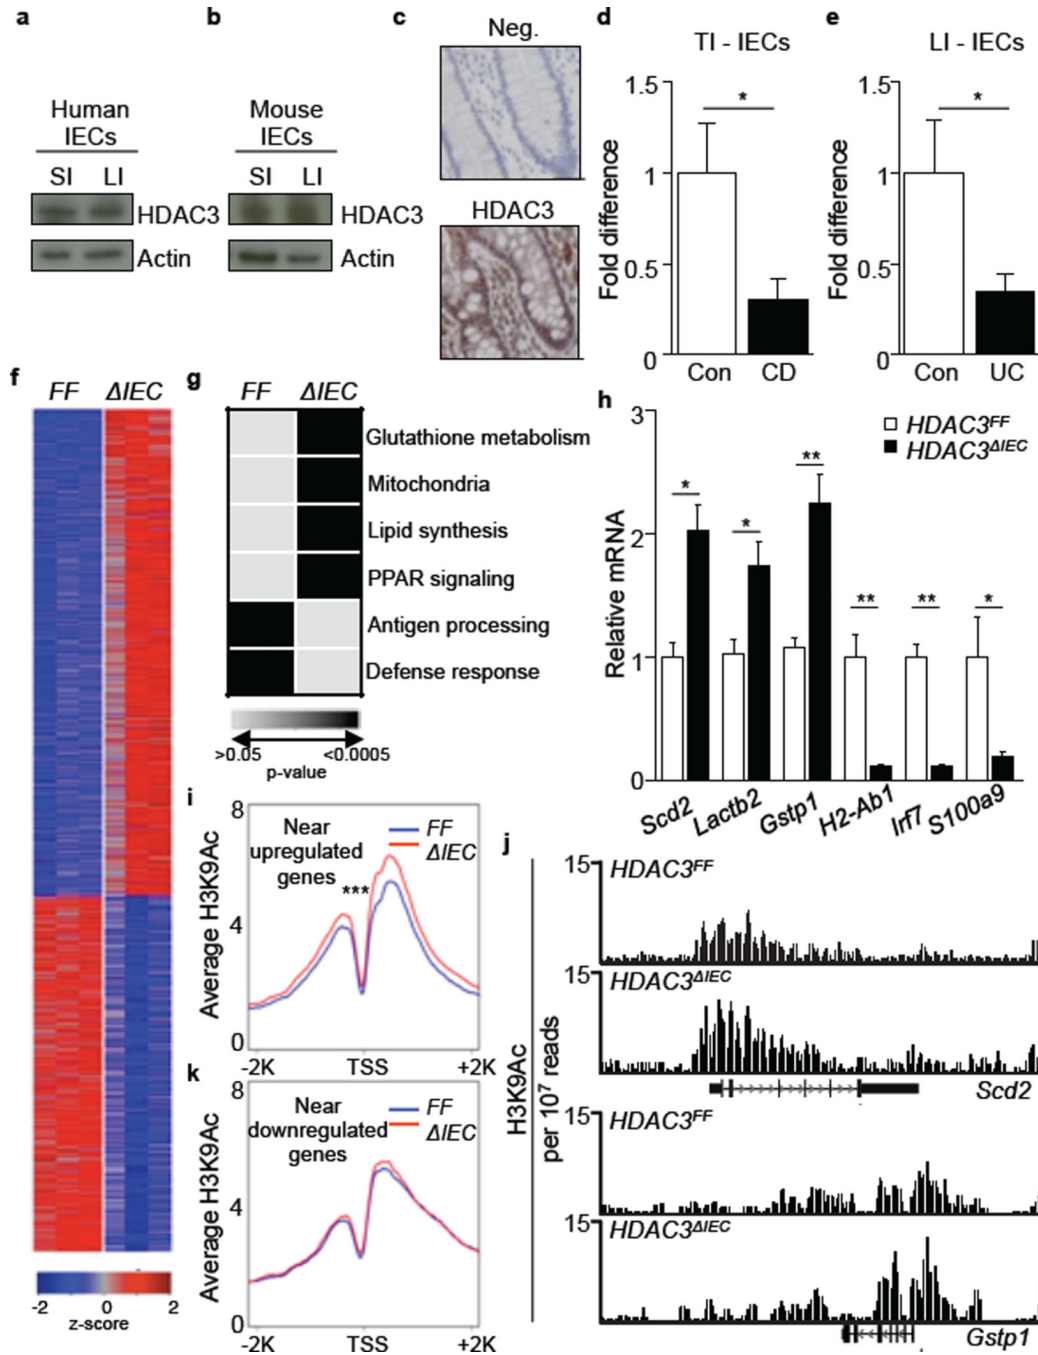 a
Human
IECs
SI LI
HDAC3
Actin
b
Mouse
IECs
SI LI
HDAC3
Actin
c
Neg.
HDAC3
d
TI - IECs
Fold difference
1.5
1
0.5
0
*
Con CD
e
LI - IECs
Fold difference
1.5
1
0.5
0
*
Con UC
f
FF ΔIEC
-2 0 2
z-score
g
FF ΔIEC
Glutathione metabolism
Mitochondria
Lipid synthesis
PPAR signaling
Antigen processing
Defense response
>0.05 <0.0005
p-value
h
Relative mRNA
3
2
1
0
HDAC3FF
HDAC3ΔIEC
* * ** ** ** *
Scd2 Lactb2 Gstp1 H2-Ab1 Irf7 S100a9
i
Average H3K9Ac
8
4
0
Near
upregulated
genes
FF
ΔIEC
***
-2K TSS +2K
j
H3K9Ac
per 10⁷ reads
15
HDAC3FF
15
HDAC3ΔIEC
Scd2
15
HDAC3FF
15
HDAC3ΔIEC
Gstp1
k
Average H3K9Ac
8
4
0
Near
downregulated
genes
FF
ΔIEC
-2K TSS +2K